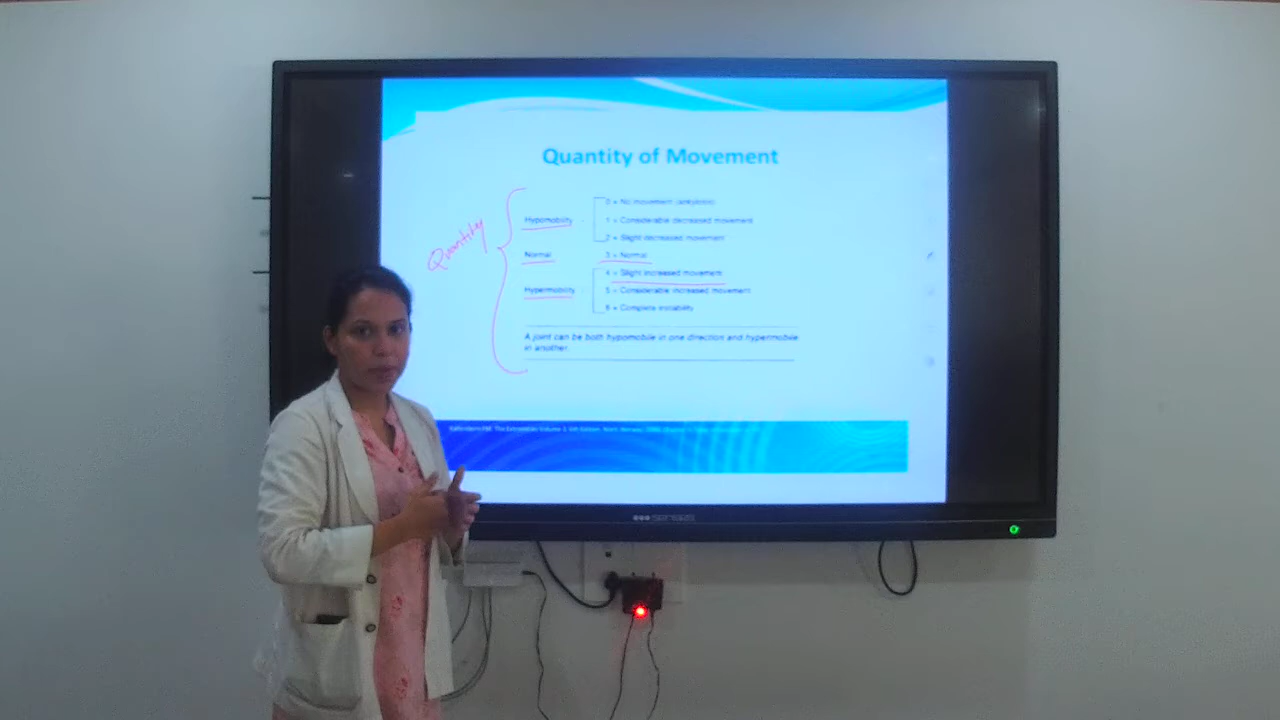 Quantity of Movement
Quantity
0 = No movement (ankylosis)
Hypomobility
1 = Considerable decreased movement
2 = Slight decreased movement
Normal
3 = Normal
4 = Slight increased movement
Hypermobility
5 = Considerable increased movement
6 = Complete instability
A joint can be both hypomobile in one direction and hypermobile
in another.